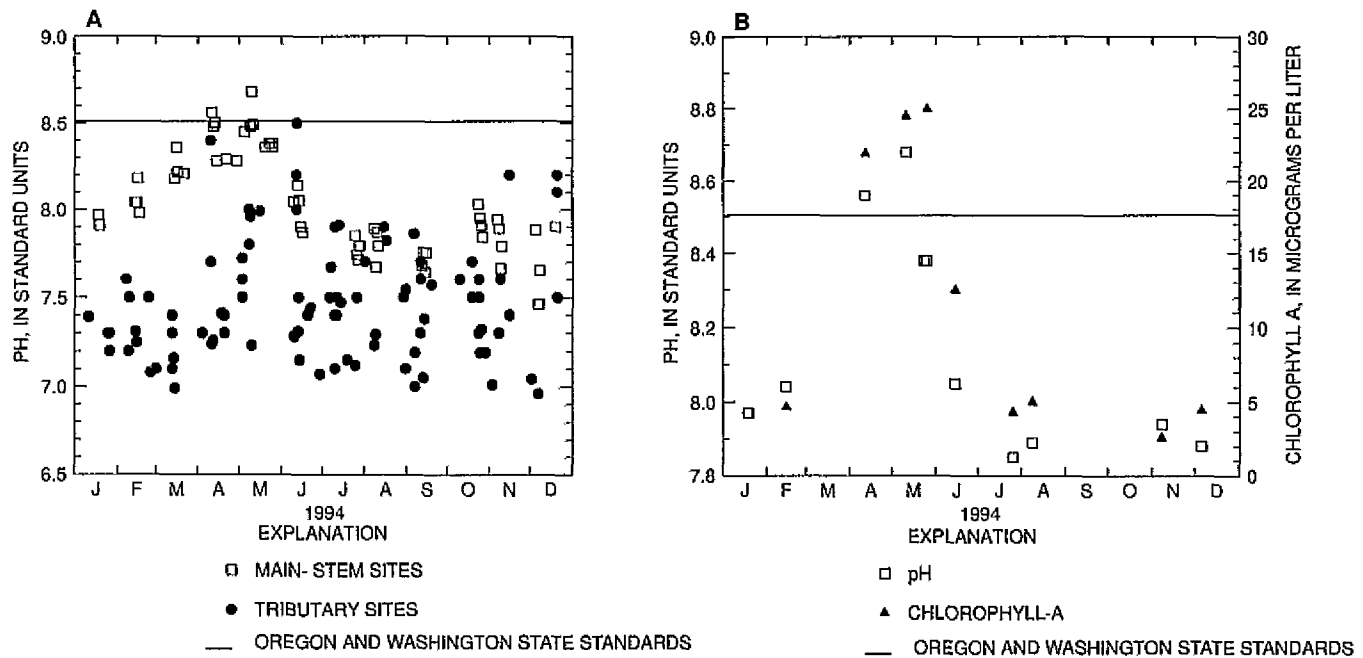 A
9.0
8.5
8.0
7.5
7.0
6.5
PH, IN STANDARD UNITS
J F M A M J J A S O N D
1994
EXPLANATION
MAIN- STEM SITES
TRIBUTARY SITES
OREGON AND WASHINGTON STATE STANDARDS
B
9.0
8.8
8.6
8.4
8.2
8.0
7.8
PH, IN STANDARD UNITS
30
25
20
15
10
5
0
CHLOROPHYLL A, IN MICROGRAMS PER LITER
J F M A M J J A S O N D
1994
EXPLANATION
pH
CHLOROPHYLL-A
OREGON AND WASHINGTON STATE STANDARDS